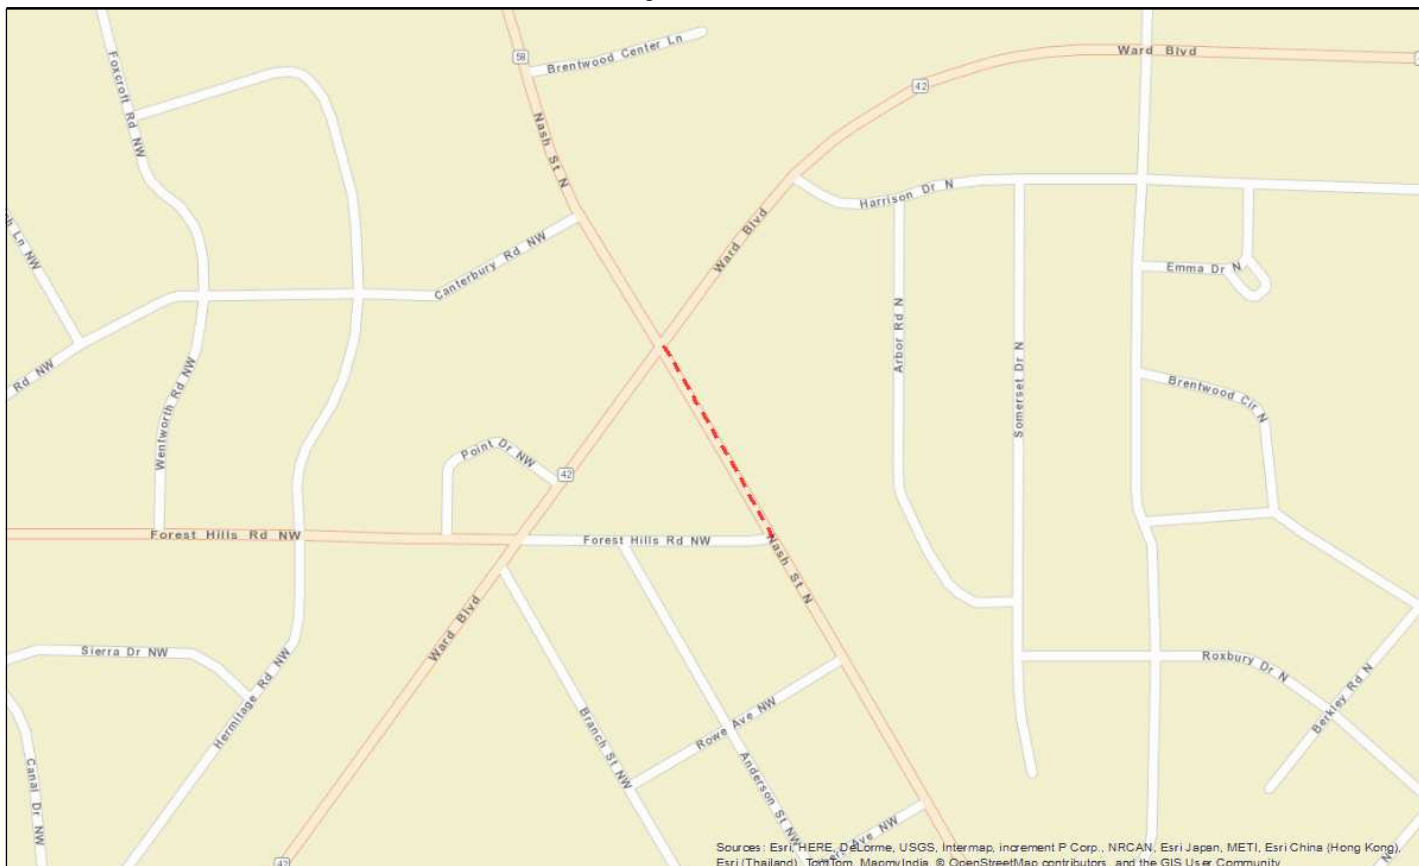 Brentwood Center Ln
58
Ward Blvd
42
Foxcroft Rd NW
Nash St N
Harrison Dr N
Ward Blvd
Ln NW
Canterbury Rd NW
Emma Dr N
Arbor Rd N
Somerset Dr N
Rd NW
Wentworth Rd NW
Brentwood Cir N
Point Dr NW
42
Forest Hills Rd NW
Forest Hills Rd NW
Nash St N
Ward Blvd
Sierra Dr NW
Hermitage Rd NW
Roxbury Dr N
Berkley Rd N
Branch St NW
Rowe Ave NW
Anderson St NW
Canal Dr NW
Ave NW
42
Sources: Esri, HERE, DeLorme, USGS, Intermap, increment P Corp., NRCAN, Esri Japan, METI, Esri China (Hong Kong),
Esri (Thailand), TomTom, MapmyIndia, © OpenStreetMap contributors, and the GIS User Community